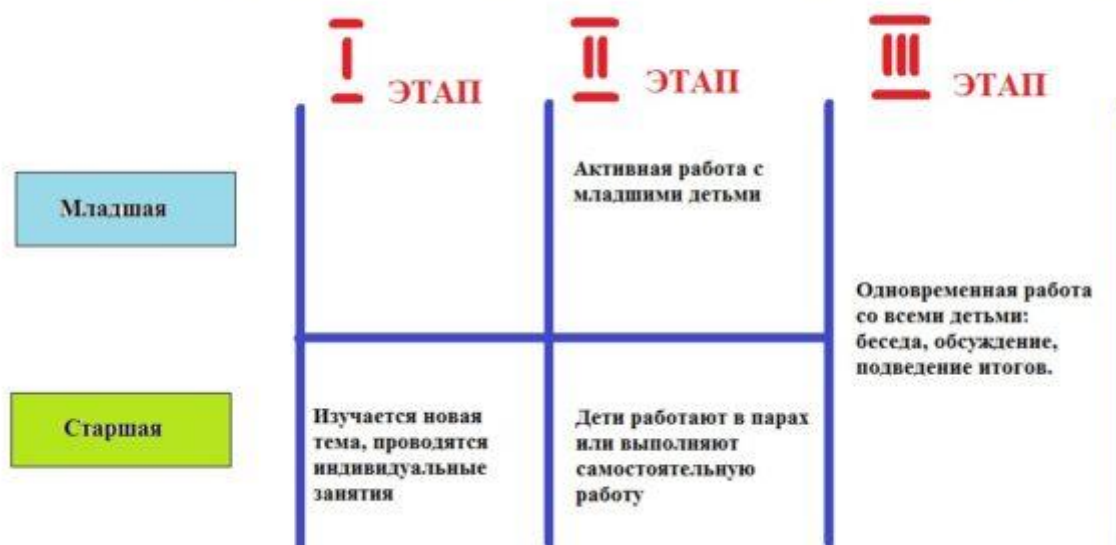 I ЭТАП
II ЭТАП
III ЭТАП
Младшая
Активная работа с
младшими детьми
Одновременная работа
со всеми детьми:
беседа, обсуждение,
подведение итогов.
Старшая
Изучается новая
тема, проводятся
индивидуальные
занятия
Дети работают в парах
или выполняют
самостоятельную
работу